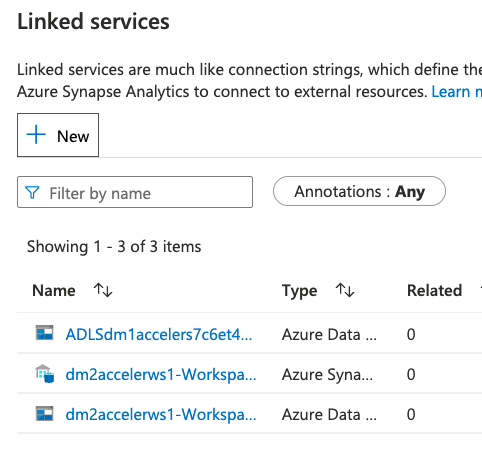 Linked services
Linked services are much like connection strings, which define the
Azure Synapse Analytics to connect to external resources. Learn
+ New
Filter by name
Annotations : Any
Showing 1 - 3 of 3 items
Name Type Related
ADLSdm1accelers7c6et4... Azure Data ... 0
dm2accelerws1-Workspa... Azure Syna... 0
dm2accelerws1-Workspa... Azure Data ... 0